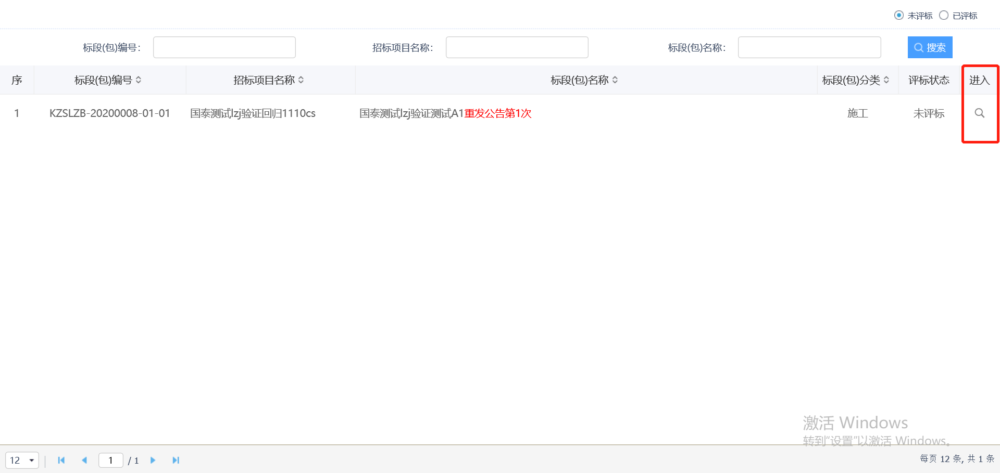 未评标 已评标
标段(包)编号： 招标项目名称： 标段(包)名称： 搜索
序 标段(包)编号 招标项目名称 标段(包)名称 标段(包)分类 评标状态 进入
1 KZSLZB-20200008-01-01 国泰测试lzj验证回归1110cs 国泰测试lzj验证测试A1重发公告第1次 施工 未评标
激活 Windows
转到“设置”以激活 Windows。
12 1 / 1 每页 12 条, 共 1 条